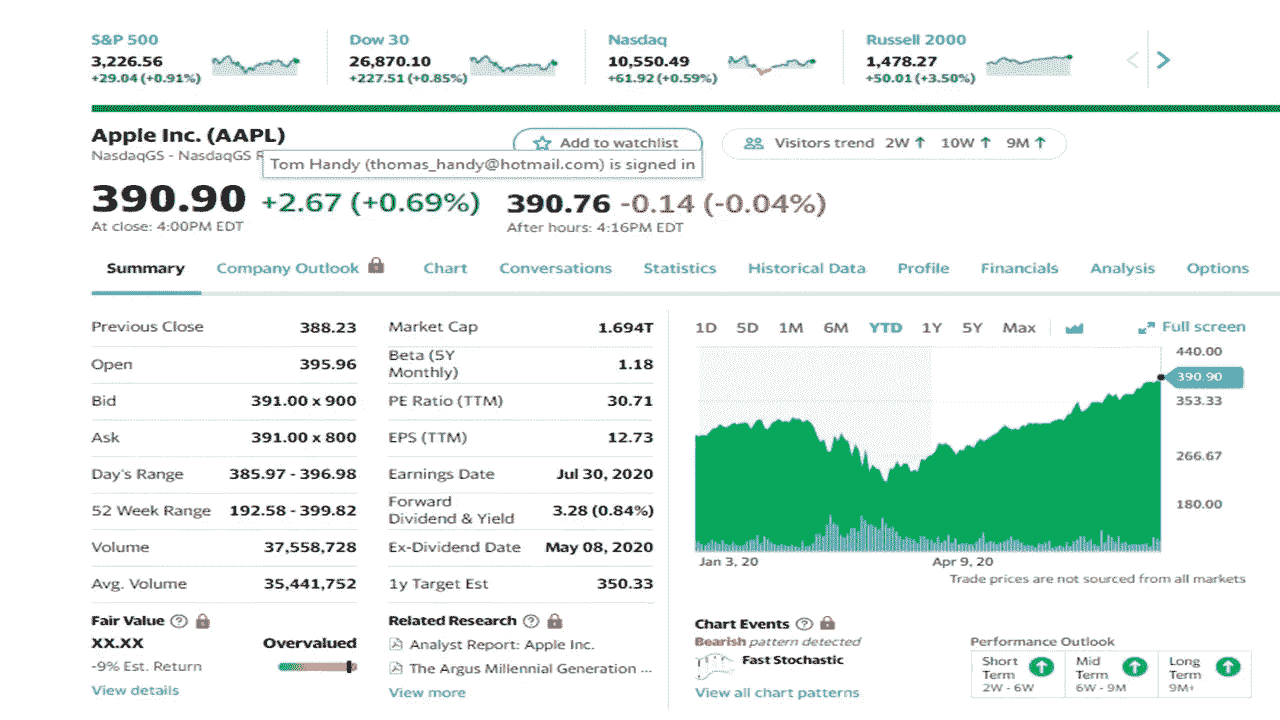 S&P 500 Dow 30 Nasdaq Russell 2000
3,226.56 26,870.10 10,550.49 1,478.27
+29.04 (+0.91%) +227.51 (+0.85%) +61.92 (+0.59%) +50.01 (+3.50%)
Apple Inc. (AAPL)
Add to watchlist Visitors trend 2W 10W 9M
NasdaqGS - NasdaqGS
Tom Handy (thomas_handy@hotmail.com) is signed in
390.90 +2.67 (+0.69%) 390.76 -0.14 (-0.04%)
At close: 4:00PM EDT After hours: 4:16PM EDT
Summary Company Outlook Chart Conversations Statistics Historical Data Profile Financials Analysis Options
Previous Close 388.23
Open 395.96
Bid 391.00 x 900
Ask 391.00 x 800
Day's Range 385.97 - 396.98
52 Week Range 192.58 - 399.82
Volume 37,558,728
Avg. Volume 35,441,752
Market Cap 1.694T
Beta (5Y
Monthly) 1.18
PE Ratio (TTM) 30.71
EPS (TTM) 12.73
Earnings Date Jul 30, 2020
Forward
Dividend & Yield 3.28 (0.84%)
Ex-Dividend Date May 08, 2020
1y Target Est 350.33
1D 5D 1M 6M YTD 1Y 5Y Max Full screen
440.00
390.90
353.33
266.67
180.00
Jan 3, 20 Apr 9, 20
Trade prices are not sourced from all markets
Fair Value ?
XX.XX Overvalued
-9% Est. Return
View details
Related Research ?
Analyst Report: Apple Inc.
The Argus Millennial Generation ...
View more
Chart Events ?
Bearish pattern detected
Fast Stochastic
View all chart patterns
Performance Outlook
Short
Term
2W - 6W
Mid
Term
6W - 9M
Long
Term
9M+